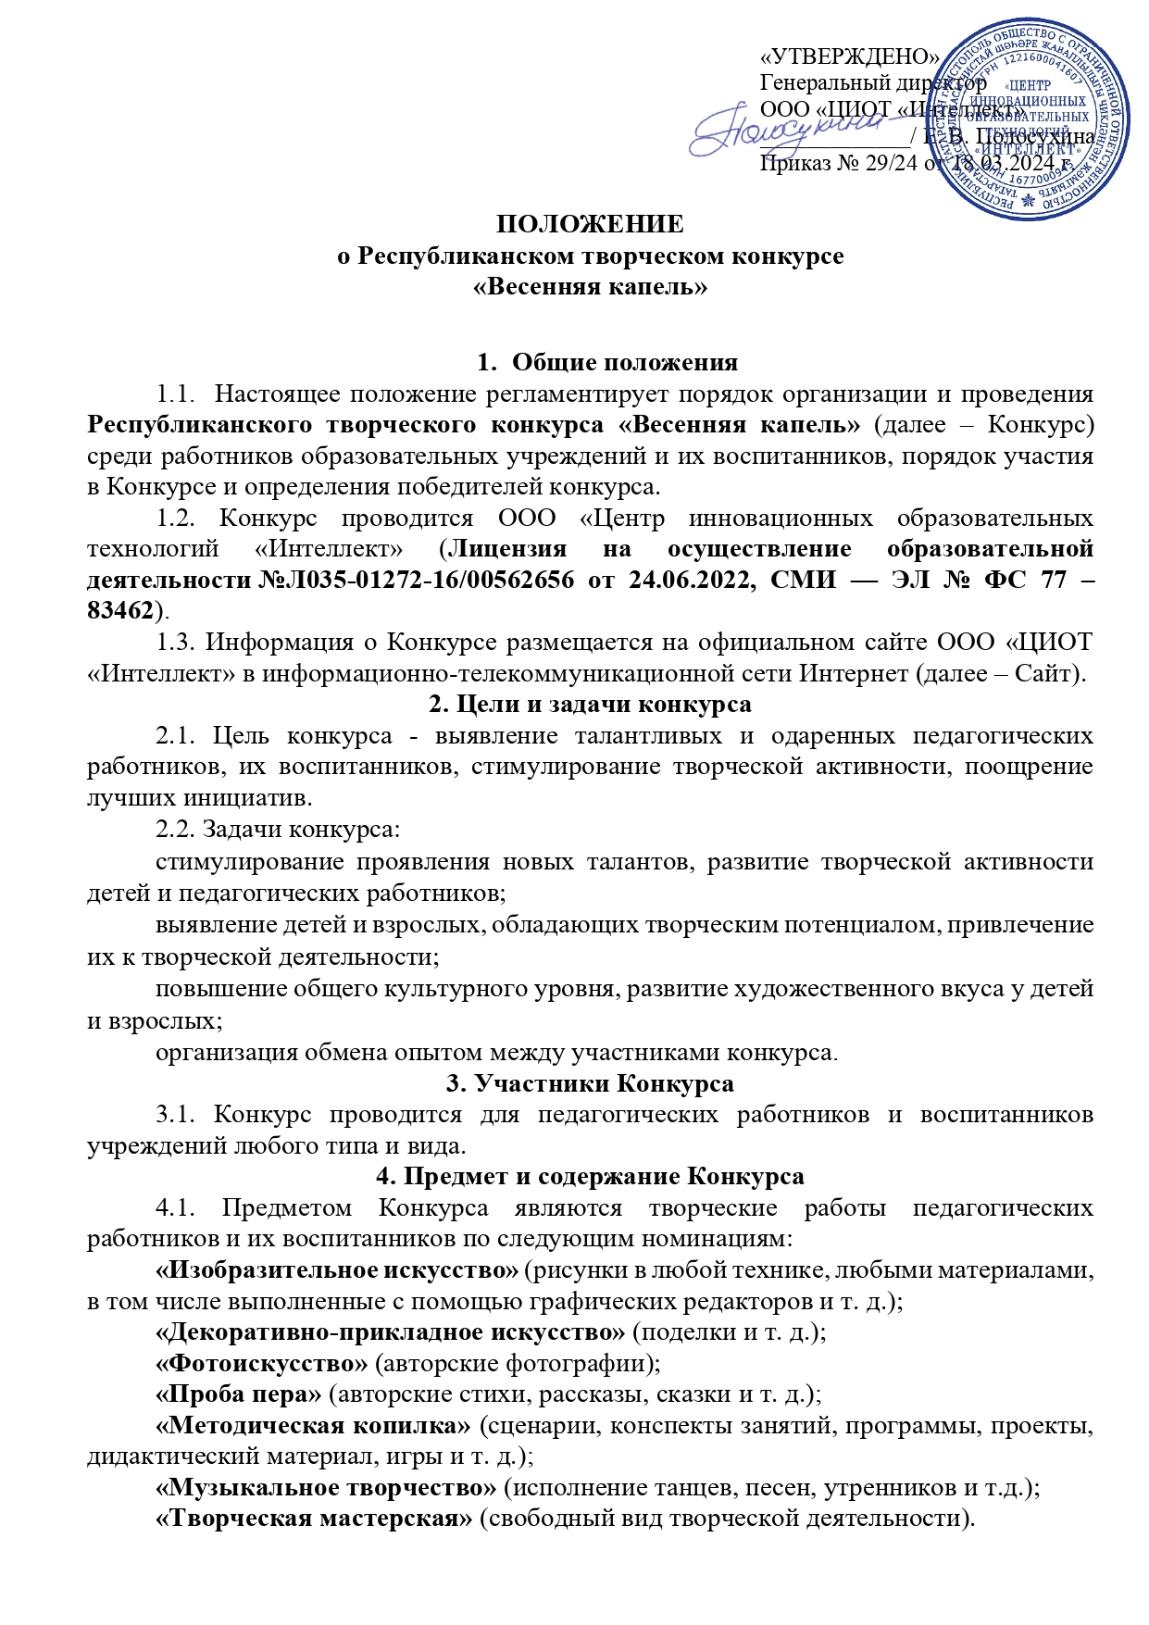 «УТВЕРЖДЕНО»
Генеральный директор
ООО «ЦИОТ «Интеллект»
/ Е. В. Полосухина
Приказ № 29/24 от 18.03.2024 г.
ОГРН 1221600041607
«ЦЕНТР
ИННОВАЦИОННЫХ
ОБРАЗОВАТЕЛЬНЫХ
ТЕХНОЛОГИЙ
«ИНТЕЛЛЕКТ»
ИНН 1677000945
ПОЛОЖЕНИЕ
о Республиканском творческом конкурсе
«Весенняя капель»
1. Общие положения
1.1. Настоящее положение регламентирует порядок организации и проведения
Республиканского творческого конкурса «Весенняя капель» (далее – Конкурс)
среди работников образовательных учреждений и их воспитанников, порядок участия
в Конкурсе и определения победителей конкурса.
1.2. Конкурс проводится ООО «Центр инновационных образовательных
технологий «Интеллект» (Лицензия на осуществление образовательной
деятельности №Л035-01272-16/00562656 от 24.06.2022, СМИ — ЭЛ № ФС 77 –
83462).
1.3. Информация о Конкурсе размещается на официальном сайте ООО «ЦИОТ
«Интеллект» в информационно-телекоммуникационной сети Интернет (далее – Сайт).
2. Цели и задачи конкурса
2.1. Цель конкурса - выявление талантливых и одаренных педагогических
работников, их воспитанников, стимулирование творческой активности, поощрение
лучших инициатив.
2.2. Задачи конкурса:
стимулирование проявления новых талантов, развитие творческой активности
детей и педагогических работников;
выявление детей и взрослых, обладающих творческим потенциалом, привлечение
их к творческой деятельности;
повышение общего культурного уровня, развитие художественного вкуса у детей
и взрослых;
организация обмена опытом между участниками конкурса.
3. Участники Конкурса
3.1. Конкурс проводится для педагогических работников и воспитанников
учреждений любого типа и вида.
4. Предмет и содержание Конкурса
4.1. Предметом Конкурса являются творческие работы педагогических
работников и их воспитанников по следующим номинациям:
«Изобразительное искусство» (рисунки в любой технике, любыми материалами,
в том числе выполненные с помощью графических редакторов и т. д.);
«Декоративно-прикладное искусство» (поделки и т. д.);
«Фотоискусство» (авторские фотографии);
«Проба пера» (авторские стихи, рассказы, сказки и т. д.);
«Методическая копилка» (сценарии, конспекты занятий, программы, проекты,
дидактический материал, игры и т. д.);
«Музыкальное творчество» (исполнение танцев, песен, утренников и т.д.);
«Творческая мастерская» (свободный вид творческой деятельности).